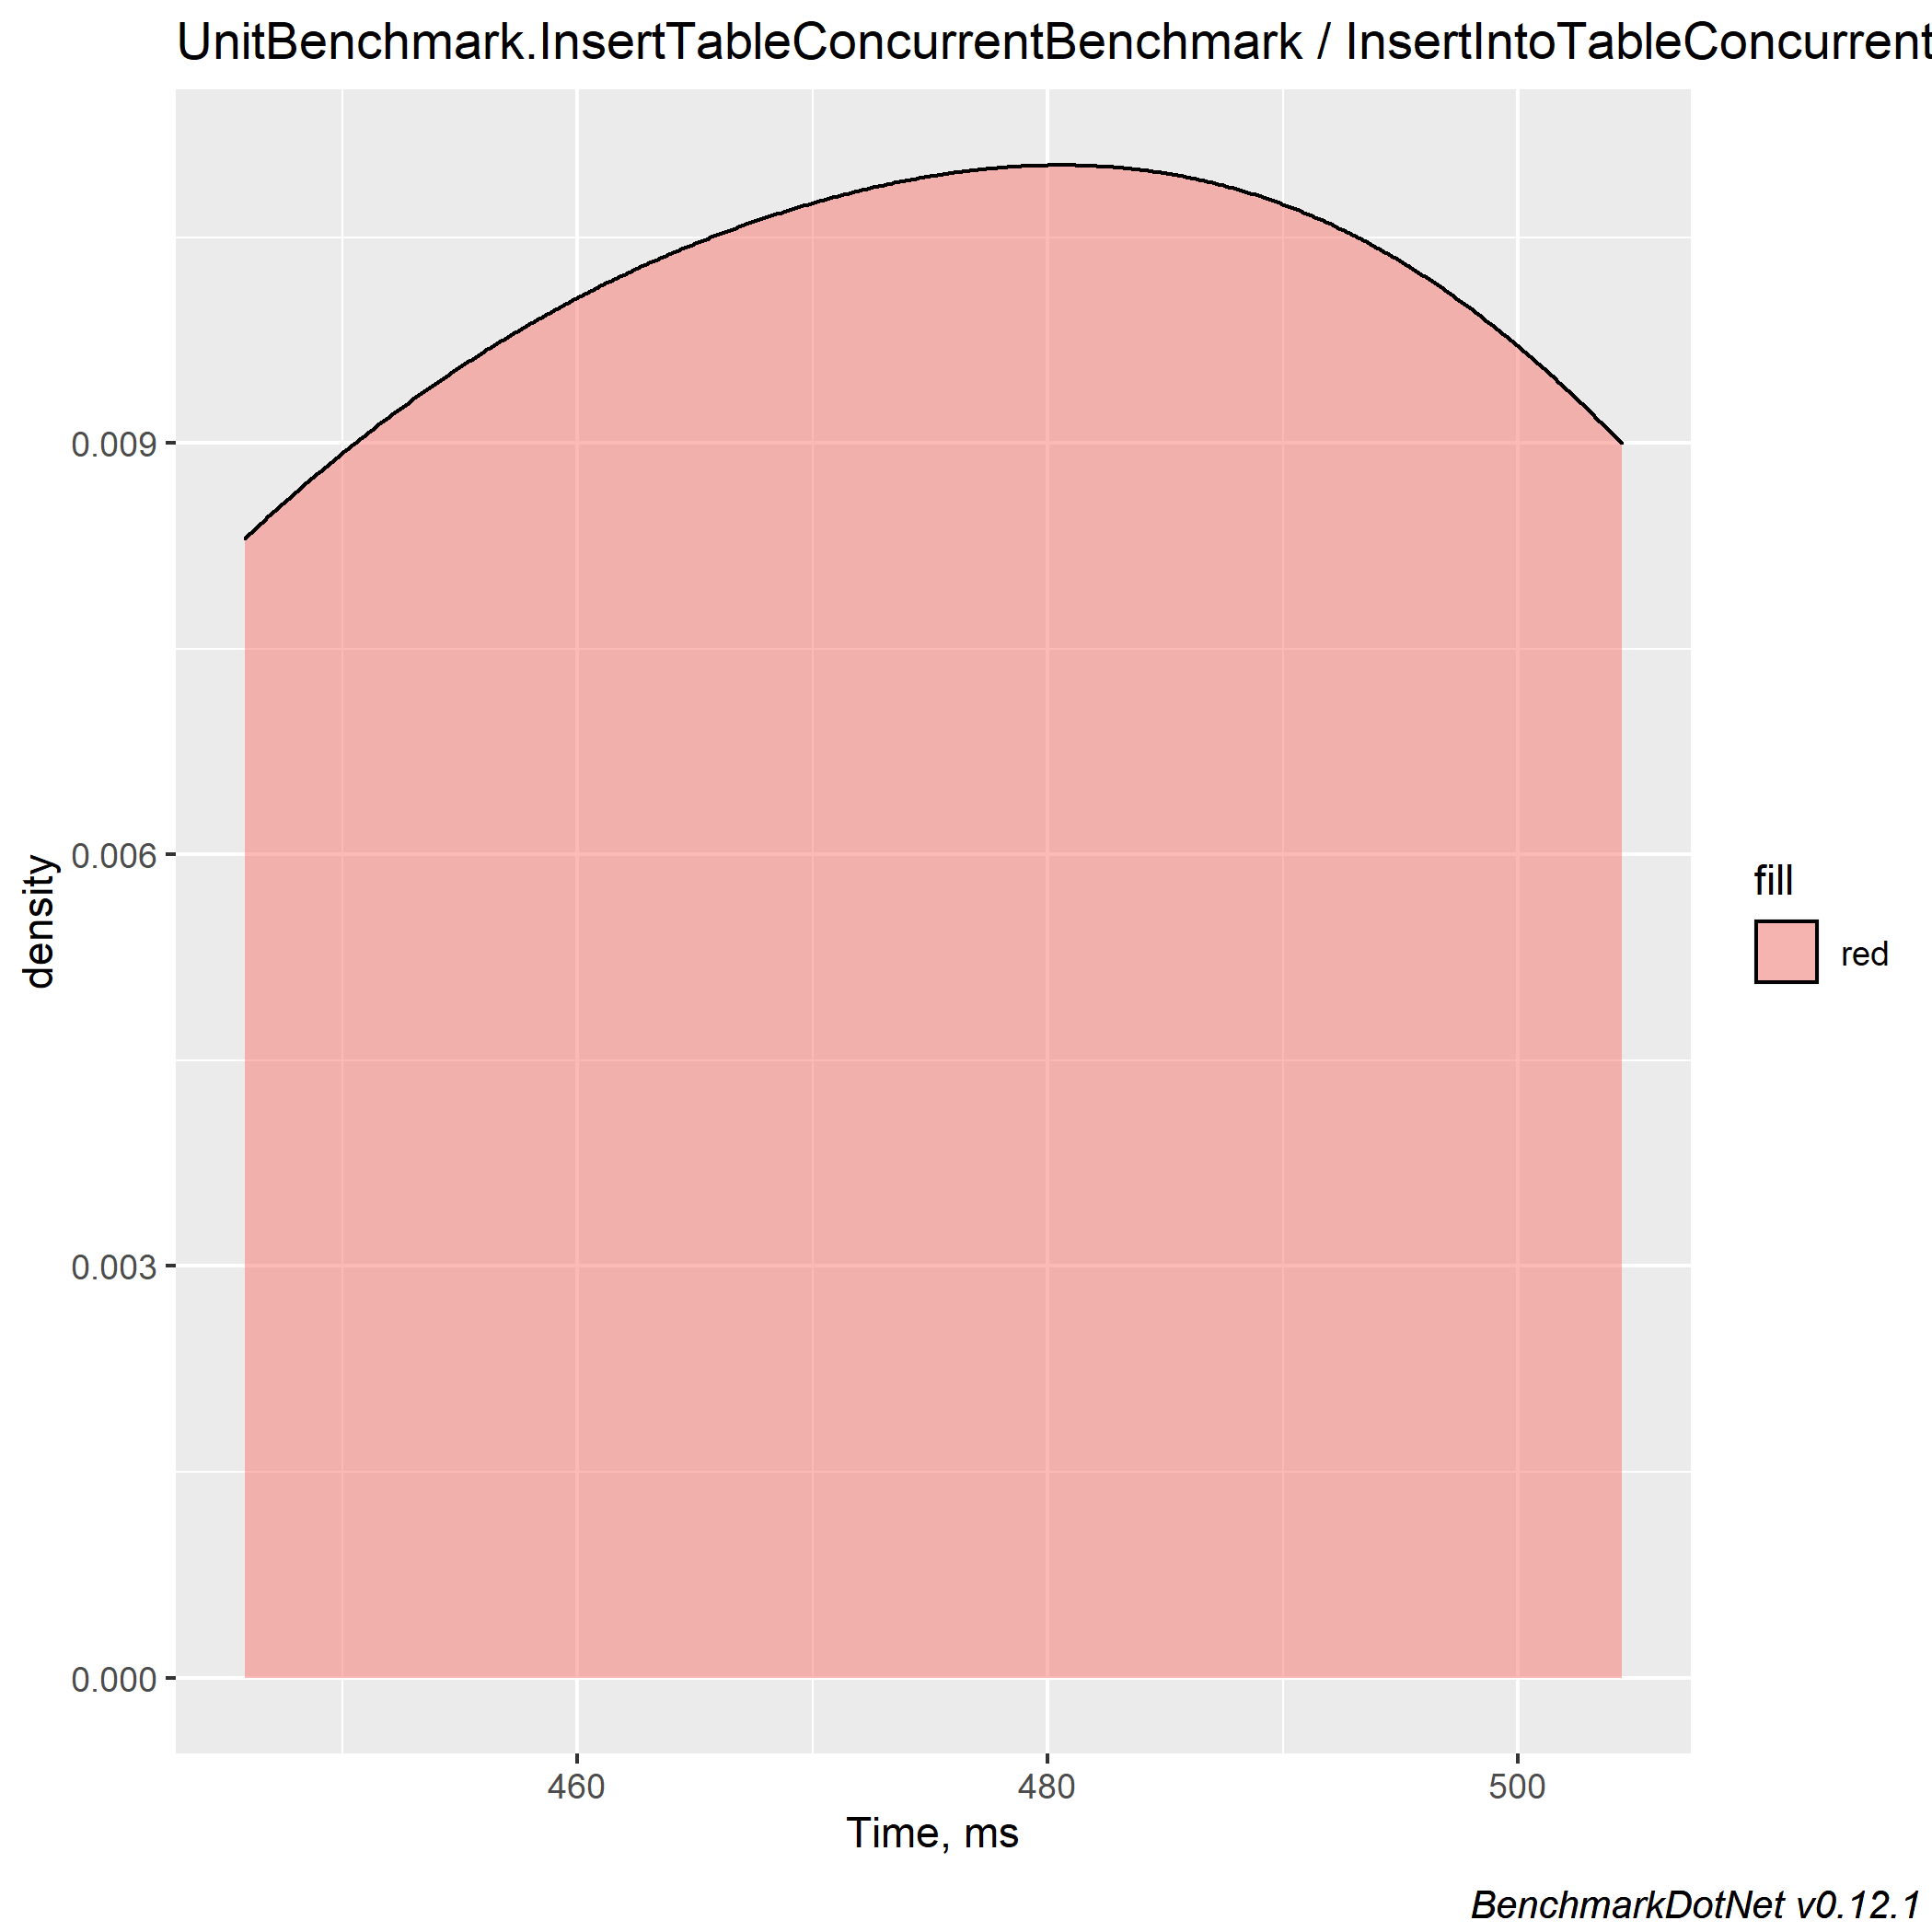 UnitBenchmark.InsertTableConcurrentBenchmark / InsertIntoTableConcurrent
0.009
0.006
0.003
0.000
density
460 480 500
Time, ms
fill
red
BenchmarkDotNet v0.12.1